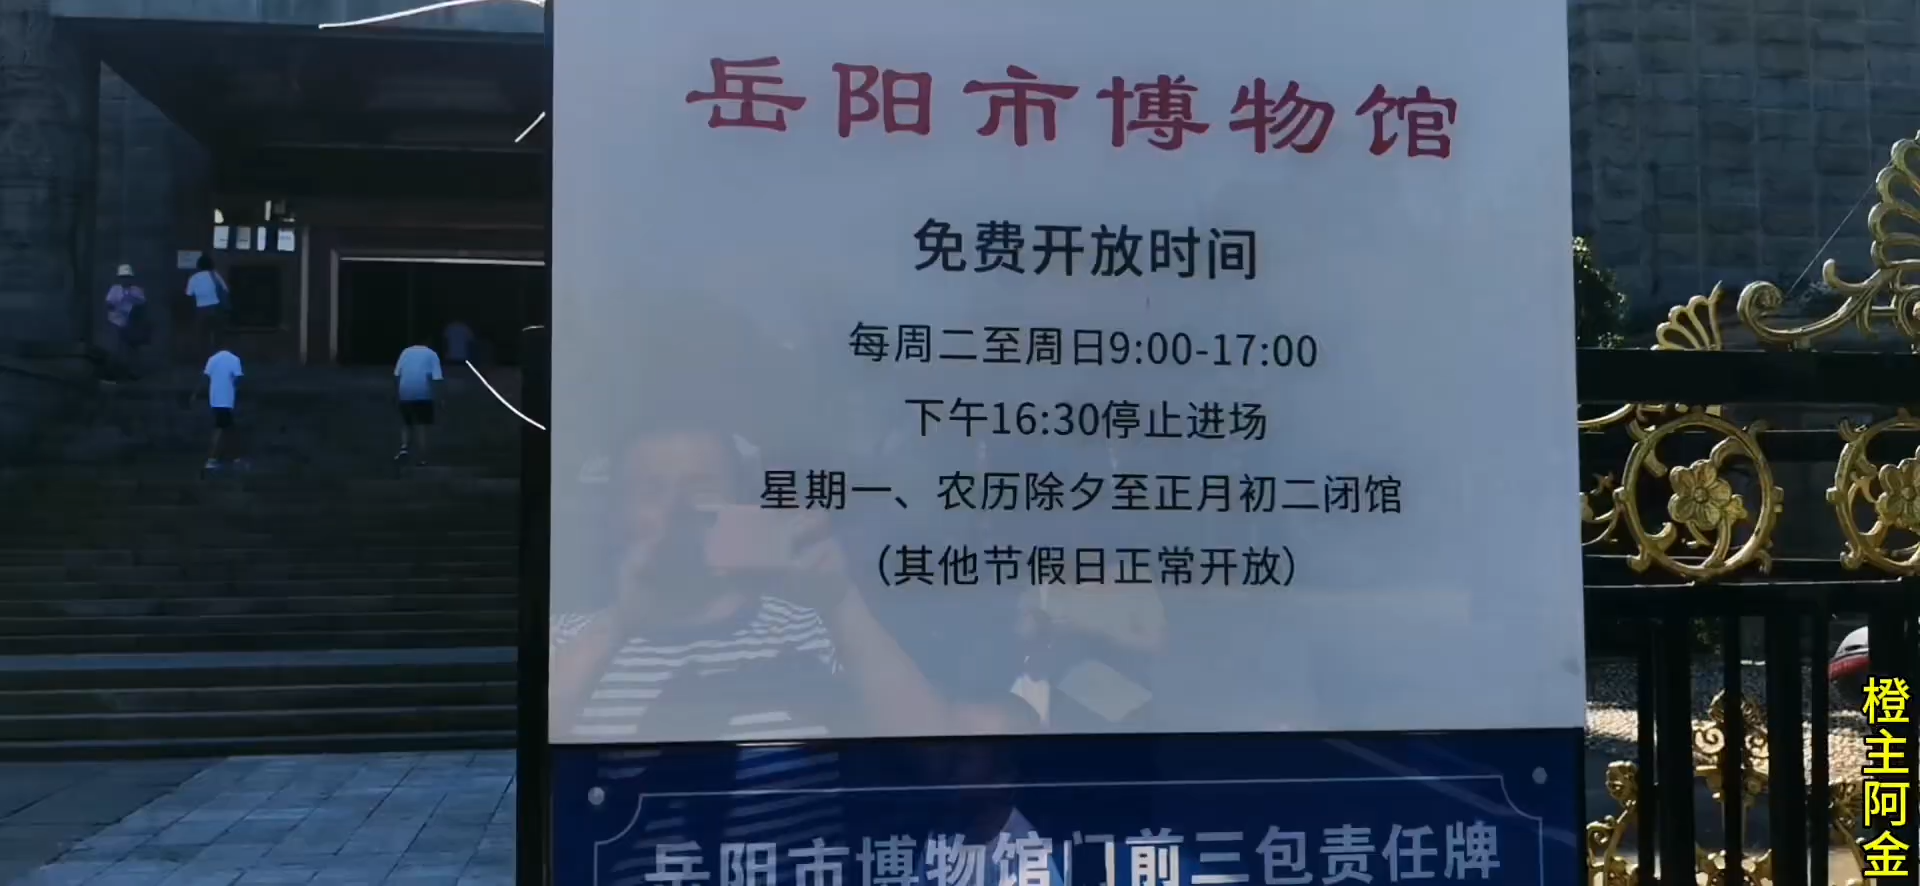 岳阳市博物馆
免费开放时间
每周二至周日9:00-17:00
下午16:30停止进场
星期一、农历除夕至正月初二闭馆
（其他节假日正常开放）
岳阳市博物馆门前三包责任牌
橙主阿金